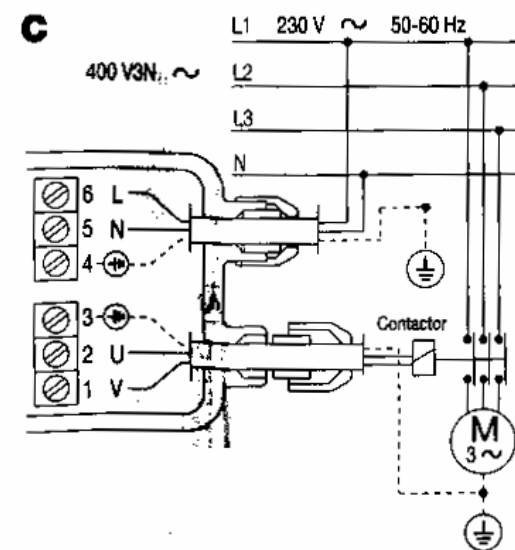 C
L1 230 V ~ 50-60 Hz
400 V3N ~
L2
L3
N
6 L
5 N
4
3
2 U
1 V
Contactor
M
3 ~